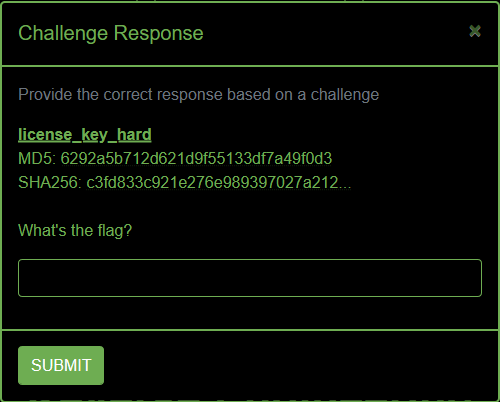 Challenge Response ×
Provide the correct response based on a challenge
license_key_hard
MD5: 6292a5b712d621d9f55133df7a49f0d3
SHA256: c3fd833c921e276e989397027a212...
What's the flag?
SUBMIT